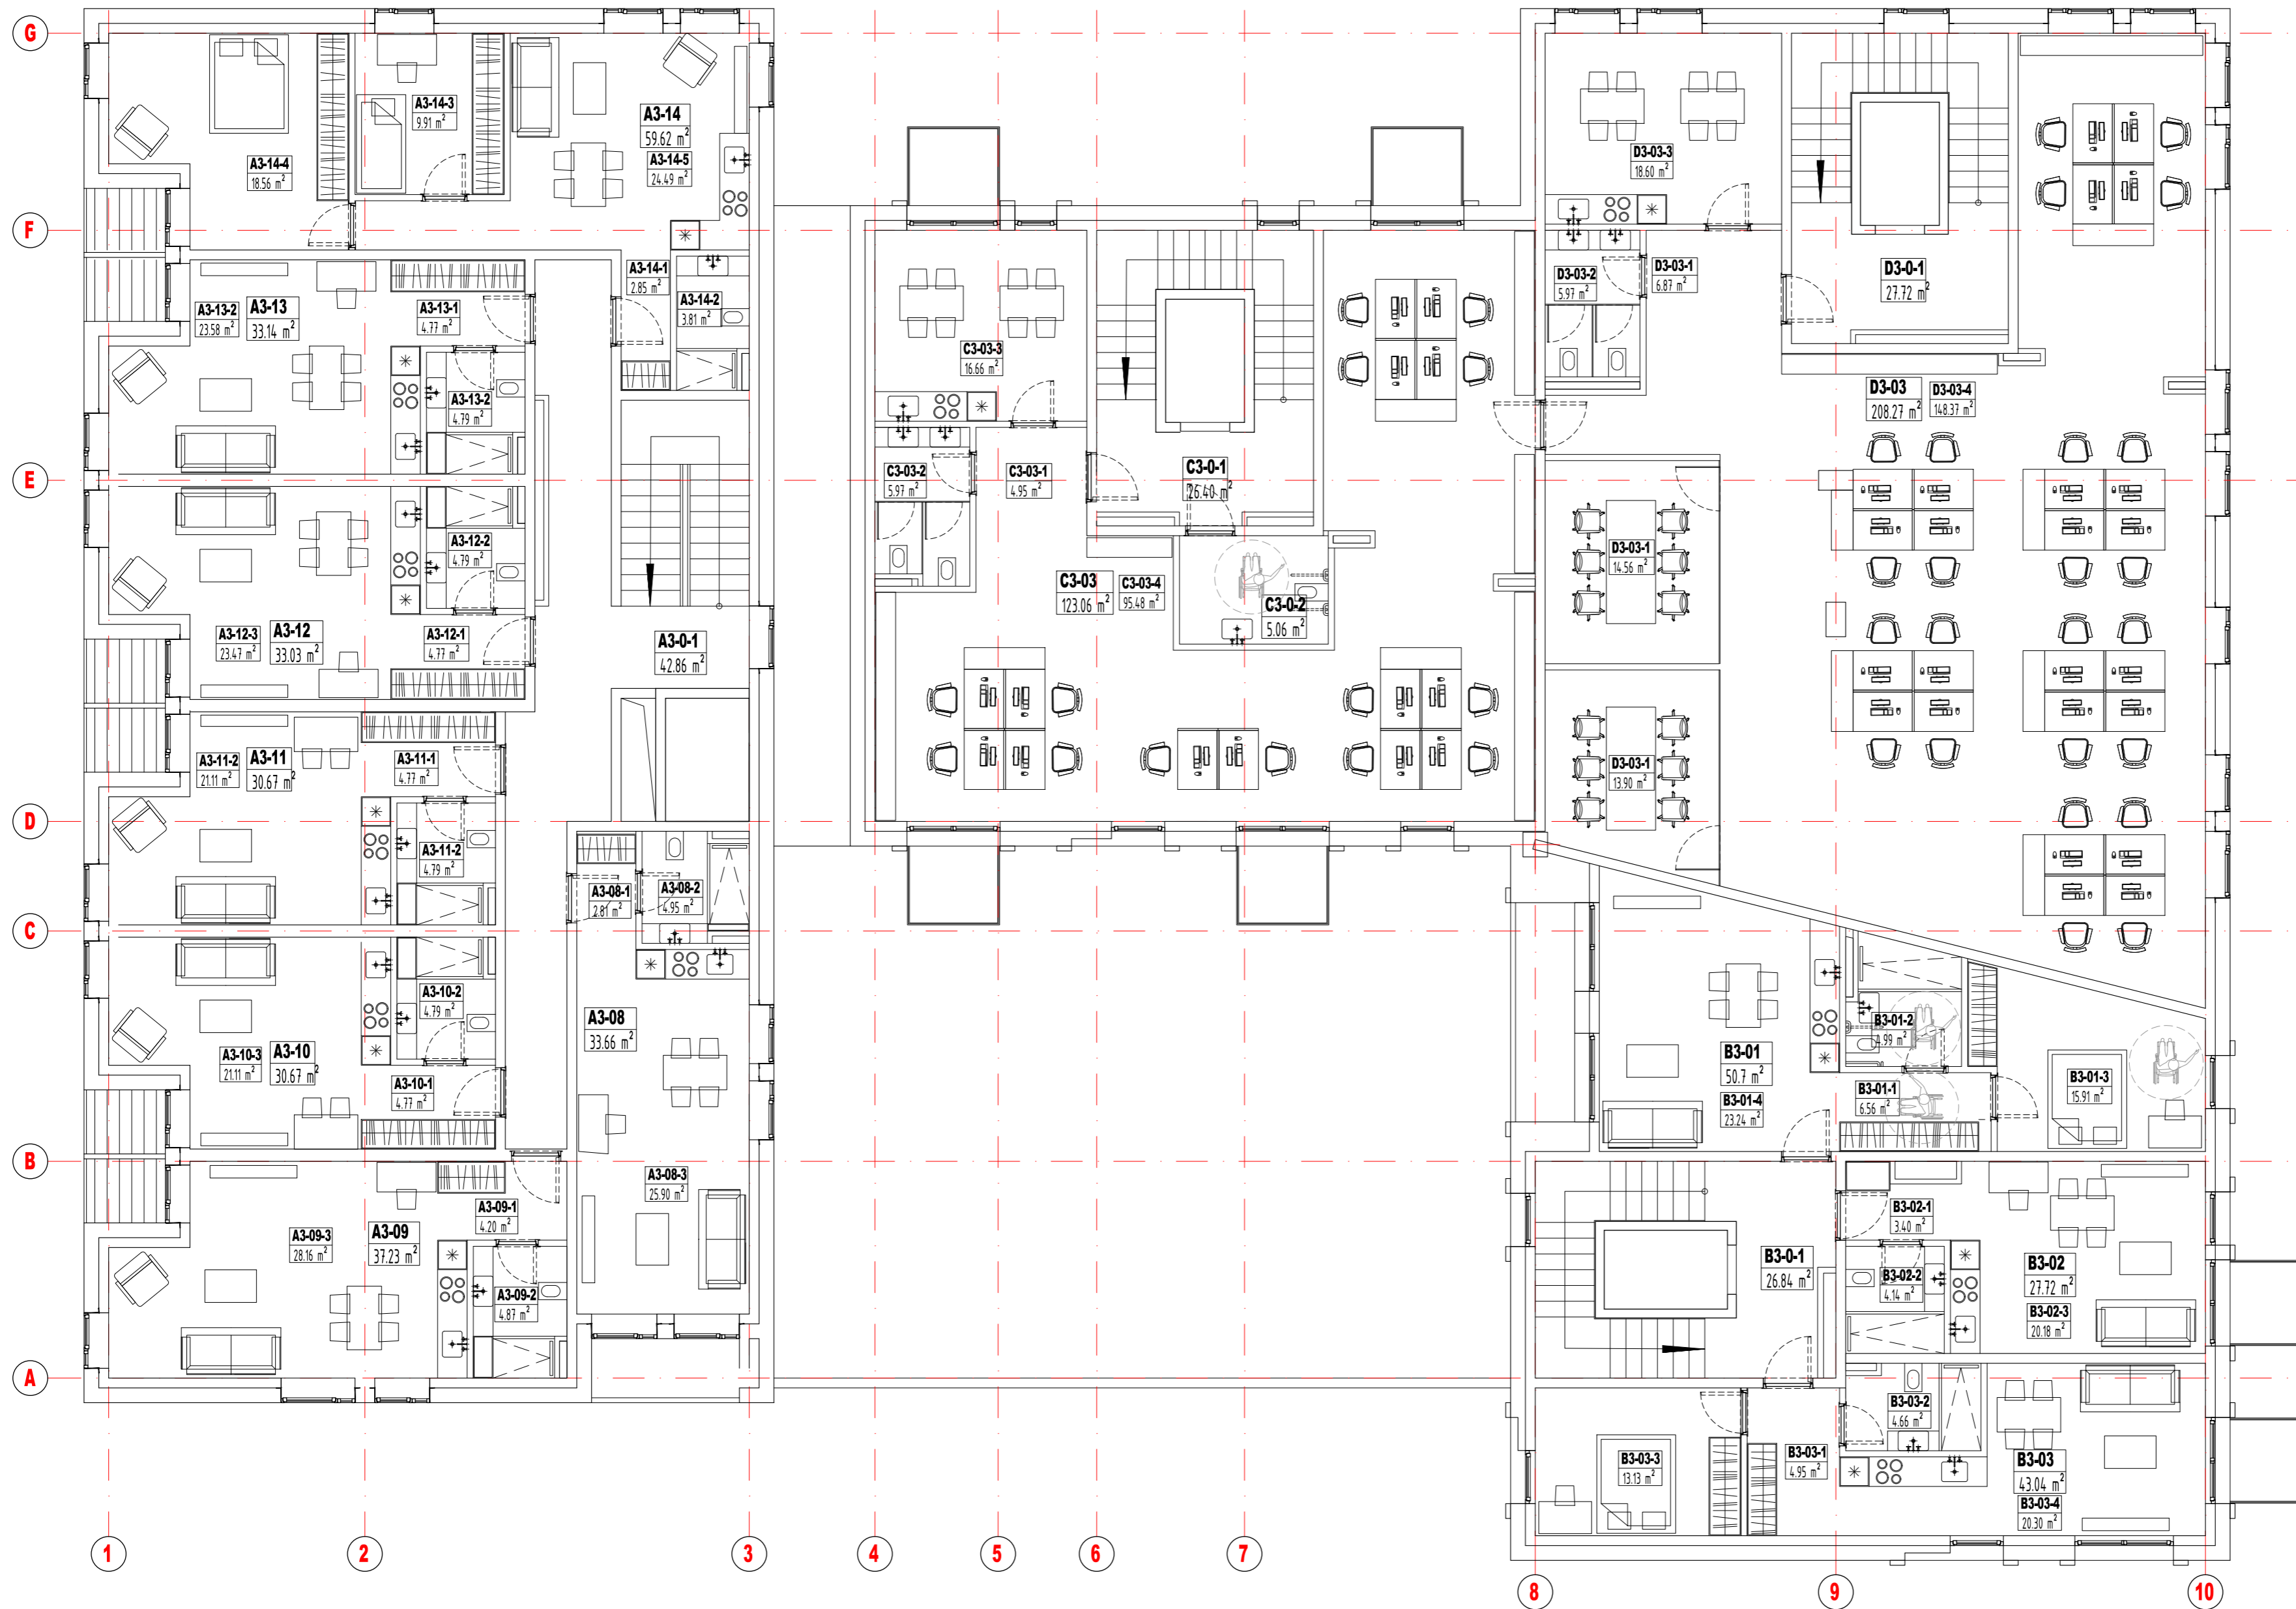 G
F
E
D
C
B
A
1
2
3
4
5
6
7
8
9
10
A3-14-4
18.56 m²
A3-14-3
9.91 m²
A3-14
59.62 m²
A3-14-5
24.49 m²
A3-14-1
2.85 m²
A3-14-2
3.81 m²
A3-13-2
23.58 m²
A3-13
33.14 m²
A3-13-1
4.77 m²
A3-13-2
4.79 m²
A3-12-2
4.79 m²
A3-12-3
23.47 m²
A3-12
33.03 m²
A3-12-1
4.77 m²
A3-0-1
42.86 m²
A3-11-2
21.11 m²
A3-11
30.67 m²
A3-11-1
4.77 m²
A3-11-2
4.79 m²
A3-08-1
2.81 m²
A3-08-2
4.95 m²
A3-10-2
4.79 m²
A3-10-3
21.11 m²
A3-10
30.67 m²
A3-10-1
4.77 m²
A3-08
33.66 m²
A3-08-3
25.90 m²
A3-09-3
28.16 m²
A3-09
37.23 m²
A3-09-1
4.20 m²
A3-09-2
4.87 m²
C3-03-3
16.66 m²
C3-03-2
5.97 m²
C3-03-1
4.95 m²
C3-0-1
26.40 m²
C3-03
123.06 m²
C3-03-4
95.48 m²
C3-0-2
5.06 m²
D3-03-3
18.60 m²
D3-03-2
5.97 m²
D3-03-1
6.87 m²
D3-0-1
27.72 m²
D3-03
208.27 m²
D3-03-4
148.37 m²
D3-03-1
14.56 m²
D3-03-1
13.90 m²
B3-01-2
4.99 m²
B3-01
50.7 m²
B3-01-4
23.24 m²
B3-01-1
6.56 m²
B3-01-3
15.91 m²
B3-02-1
3.40 m²
B3-0-1
26.84 m²
B3-02-2
4.14 m²
B3-02
27.72 m²
B3-02-3
20.18 m²
B3-03-2
4.66 m²
B3-03-3
13.13 m²
B3-03-1
4.95 m²
B3-03
43.04 m²
B3-03-4
20.30 m²